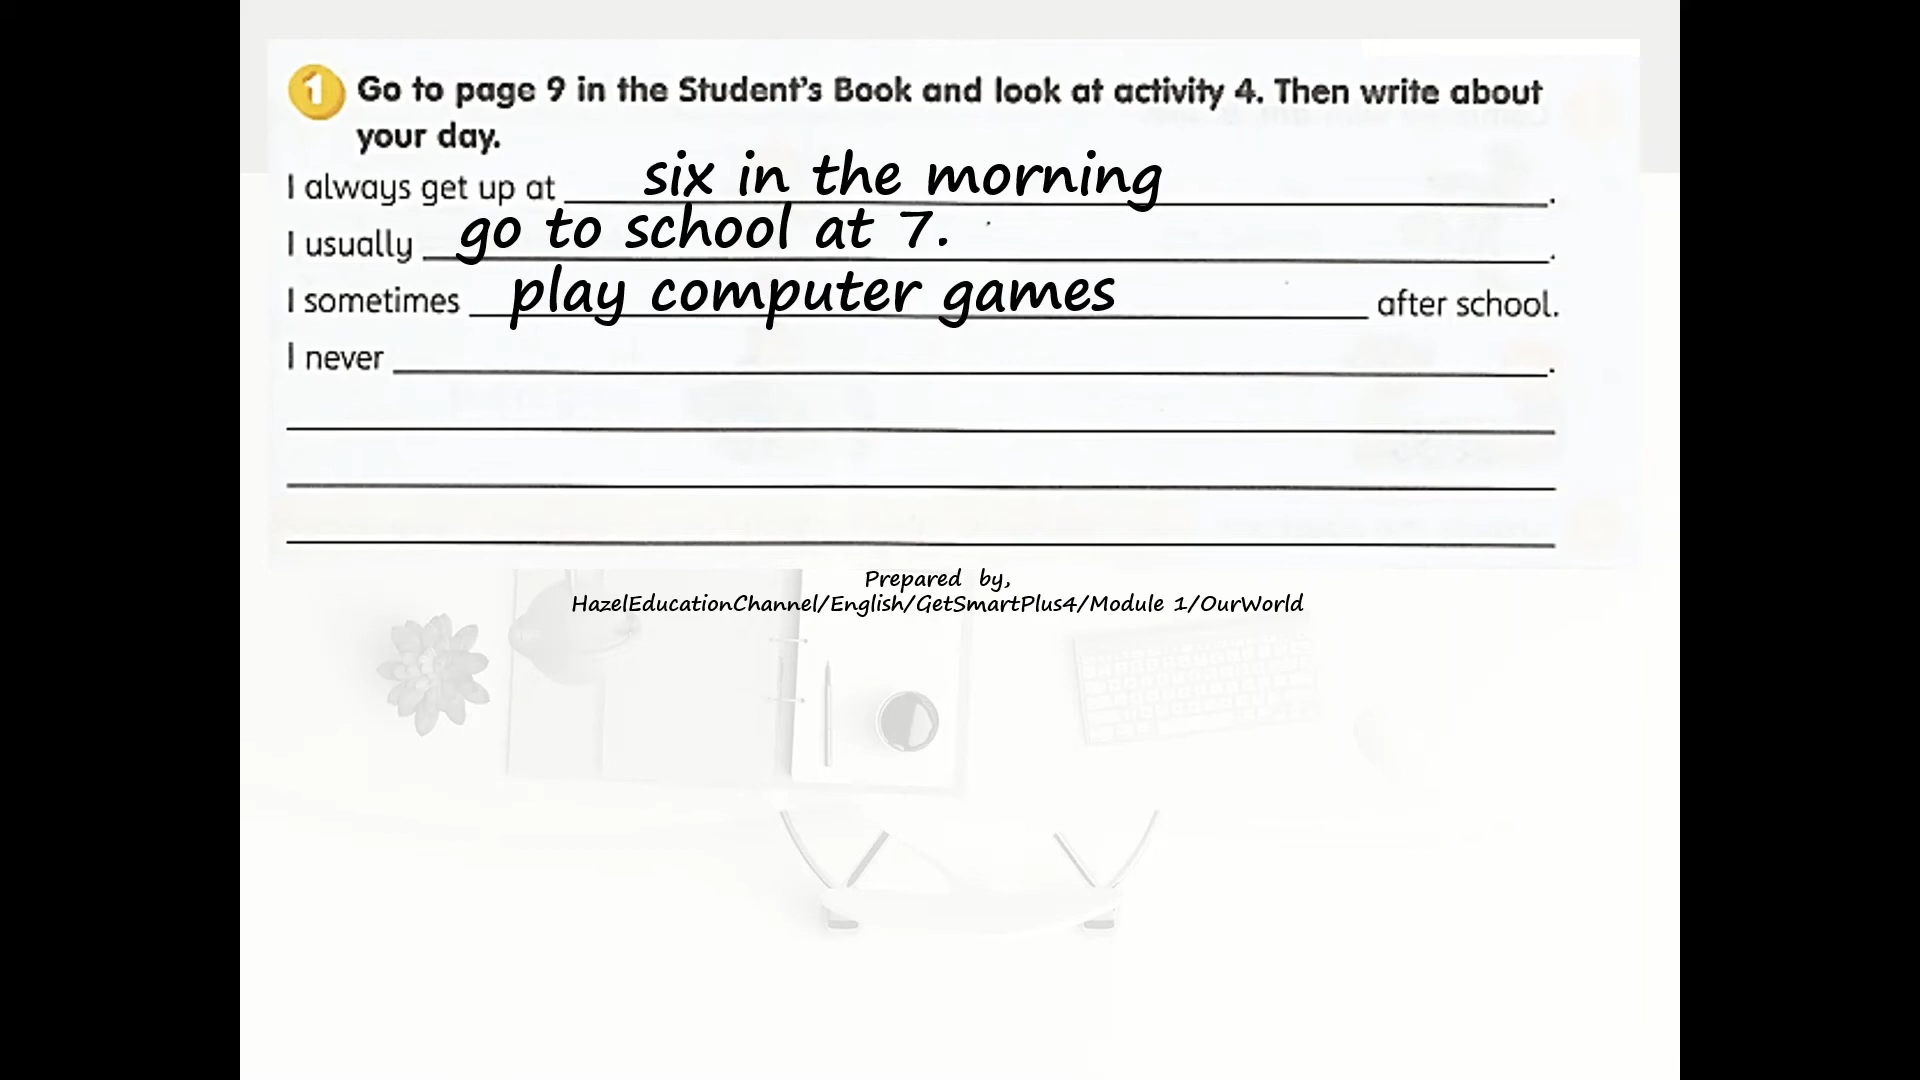 1 Go to page 9 in the Student's Book and look at activity 4. Then write about
your day.
I always get up at six in the morning.
I usually go to school at 7. .
I sometimes play computer games after school.
I never .
Prepared by,
HazelEducationChannel/English/GetSmartPlus4/Module 1/OurWorld